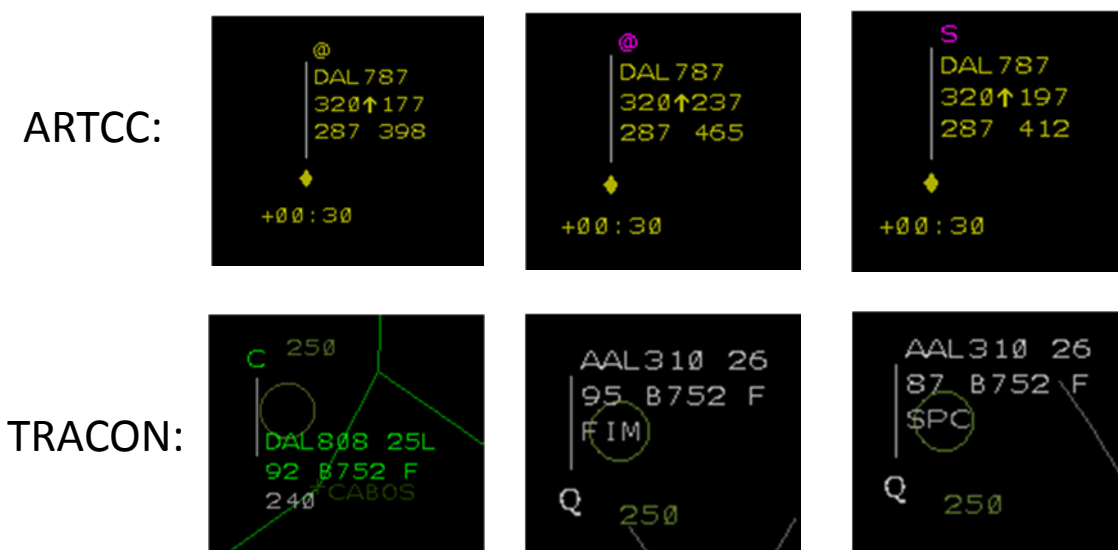 ARTCC:
@
DAL787
320↑177
287 398
+00:30
@
DAL787
320↑237
287 465
+00:30
S
DAL787
320↑197
287 412
+00:30
TRACON:
C 250
DAL808 25L
92 B752 F
240 CABOS
AAL310 26
95 B752 F
FIM
Q 250
AAL310 26
87 B752 F
SPC
Q 250